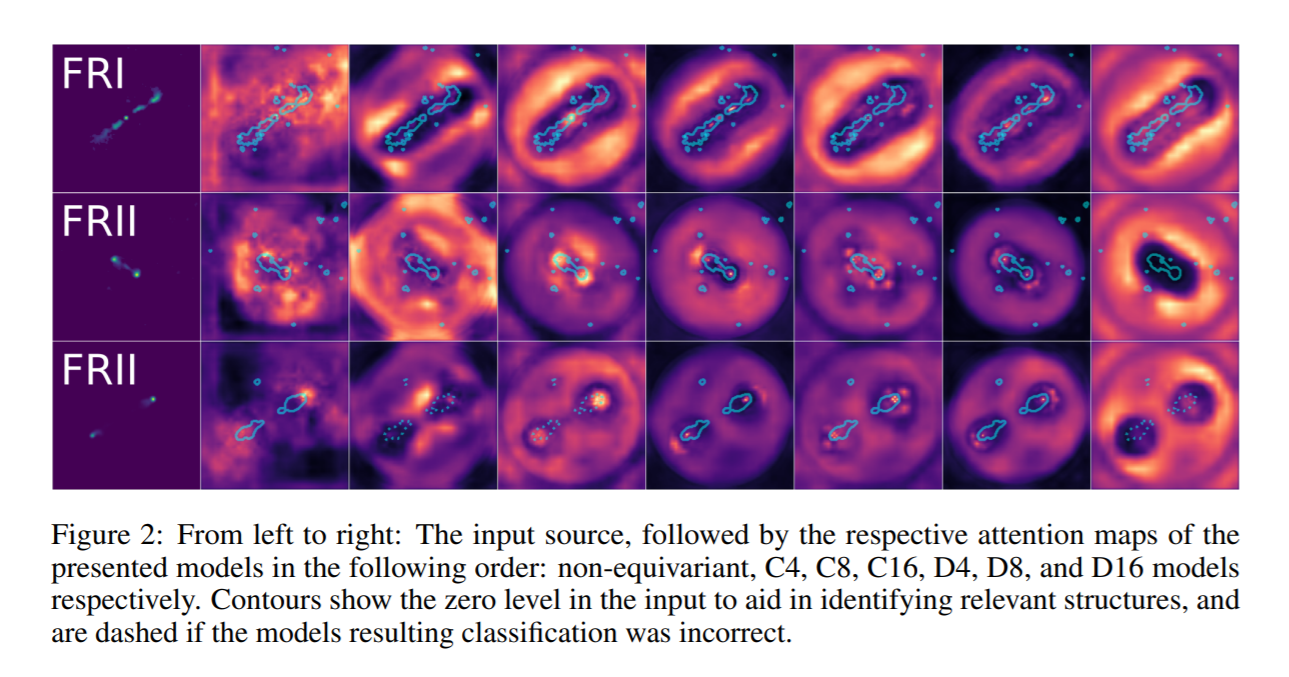 FRI
FRII
FRII
Figure 2: From left to right: The input source, followed by the respective attention maps of the
presented models in the following order: non-equivariant, C4, C8, C16, D4, D8, and D16 models
respectively. Contours show the zero level in the input to aid in identifying relevant structures, and
are dashed if the models resulting classification was incorrect.